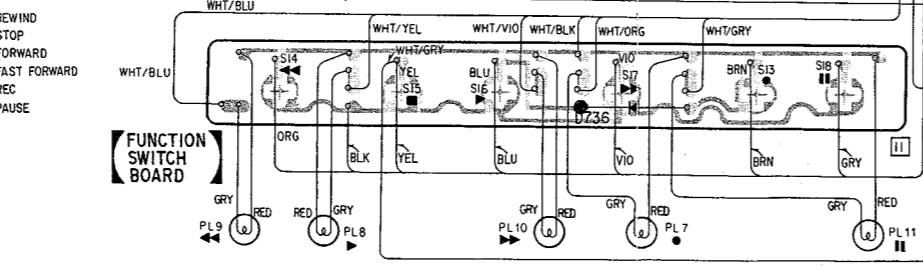 WHT/BLU
REWIND
STOP
FORWARD
FAST FORWARD
REC
PAUSE
WHT/BLU
WHT/YEL
WHT/VIO
WHT/BLK
WHT/ORG
WHT/GRY
WHT/GRY
S14
YEL
S15
BLU
S16
VIO
S17
D736
BRN
S13
S18
FUNCTION
SWITCH
BOARD
ORG
BLK
YEL
BLU
VIO
BRN
GRY
11
GRY
RED
RED
GRY
GRY
RED
GRY
RED
GRY
RED
PL9
PL8
PL10
PL7
PL11